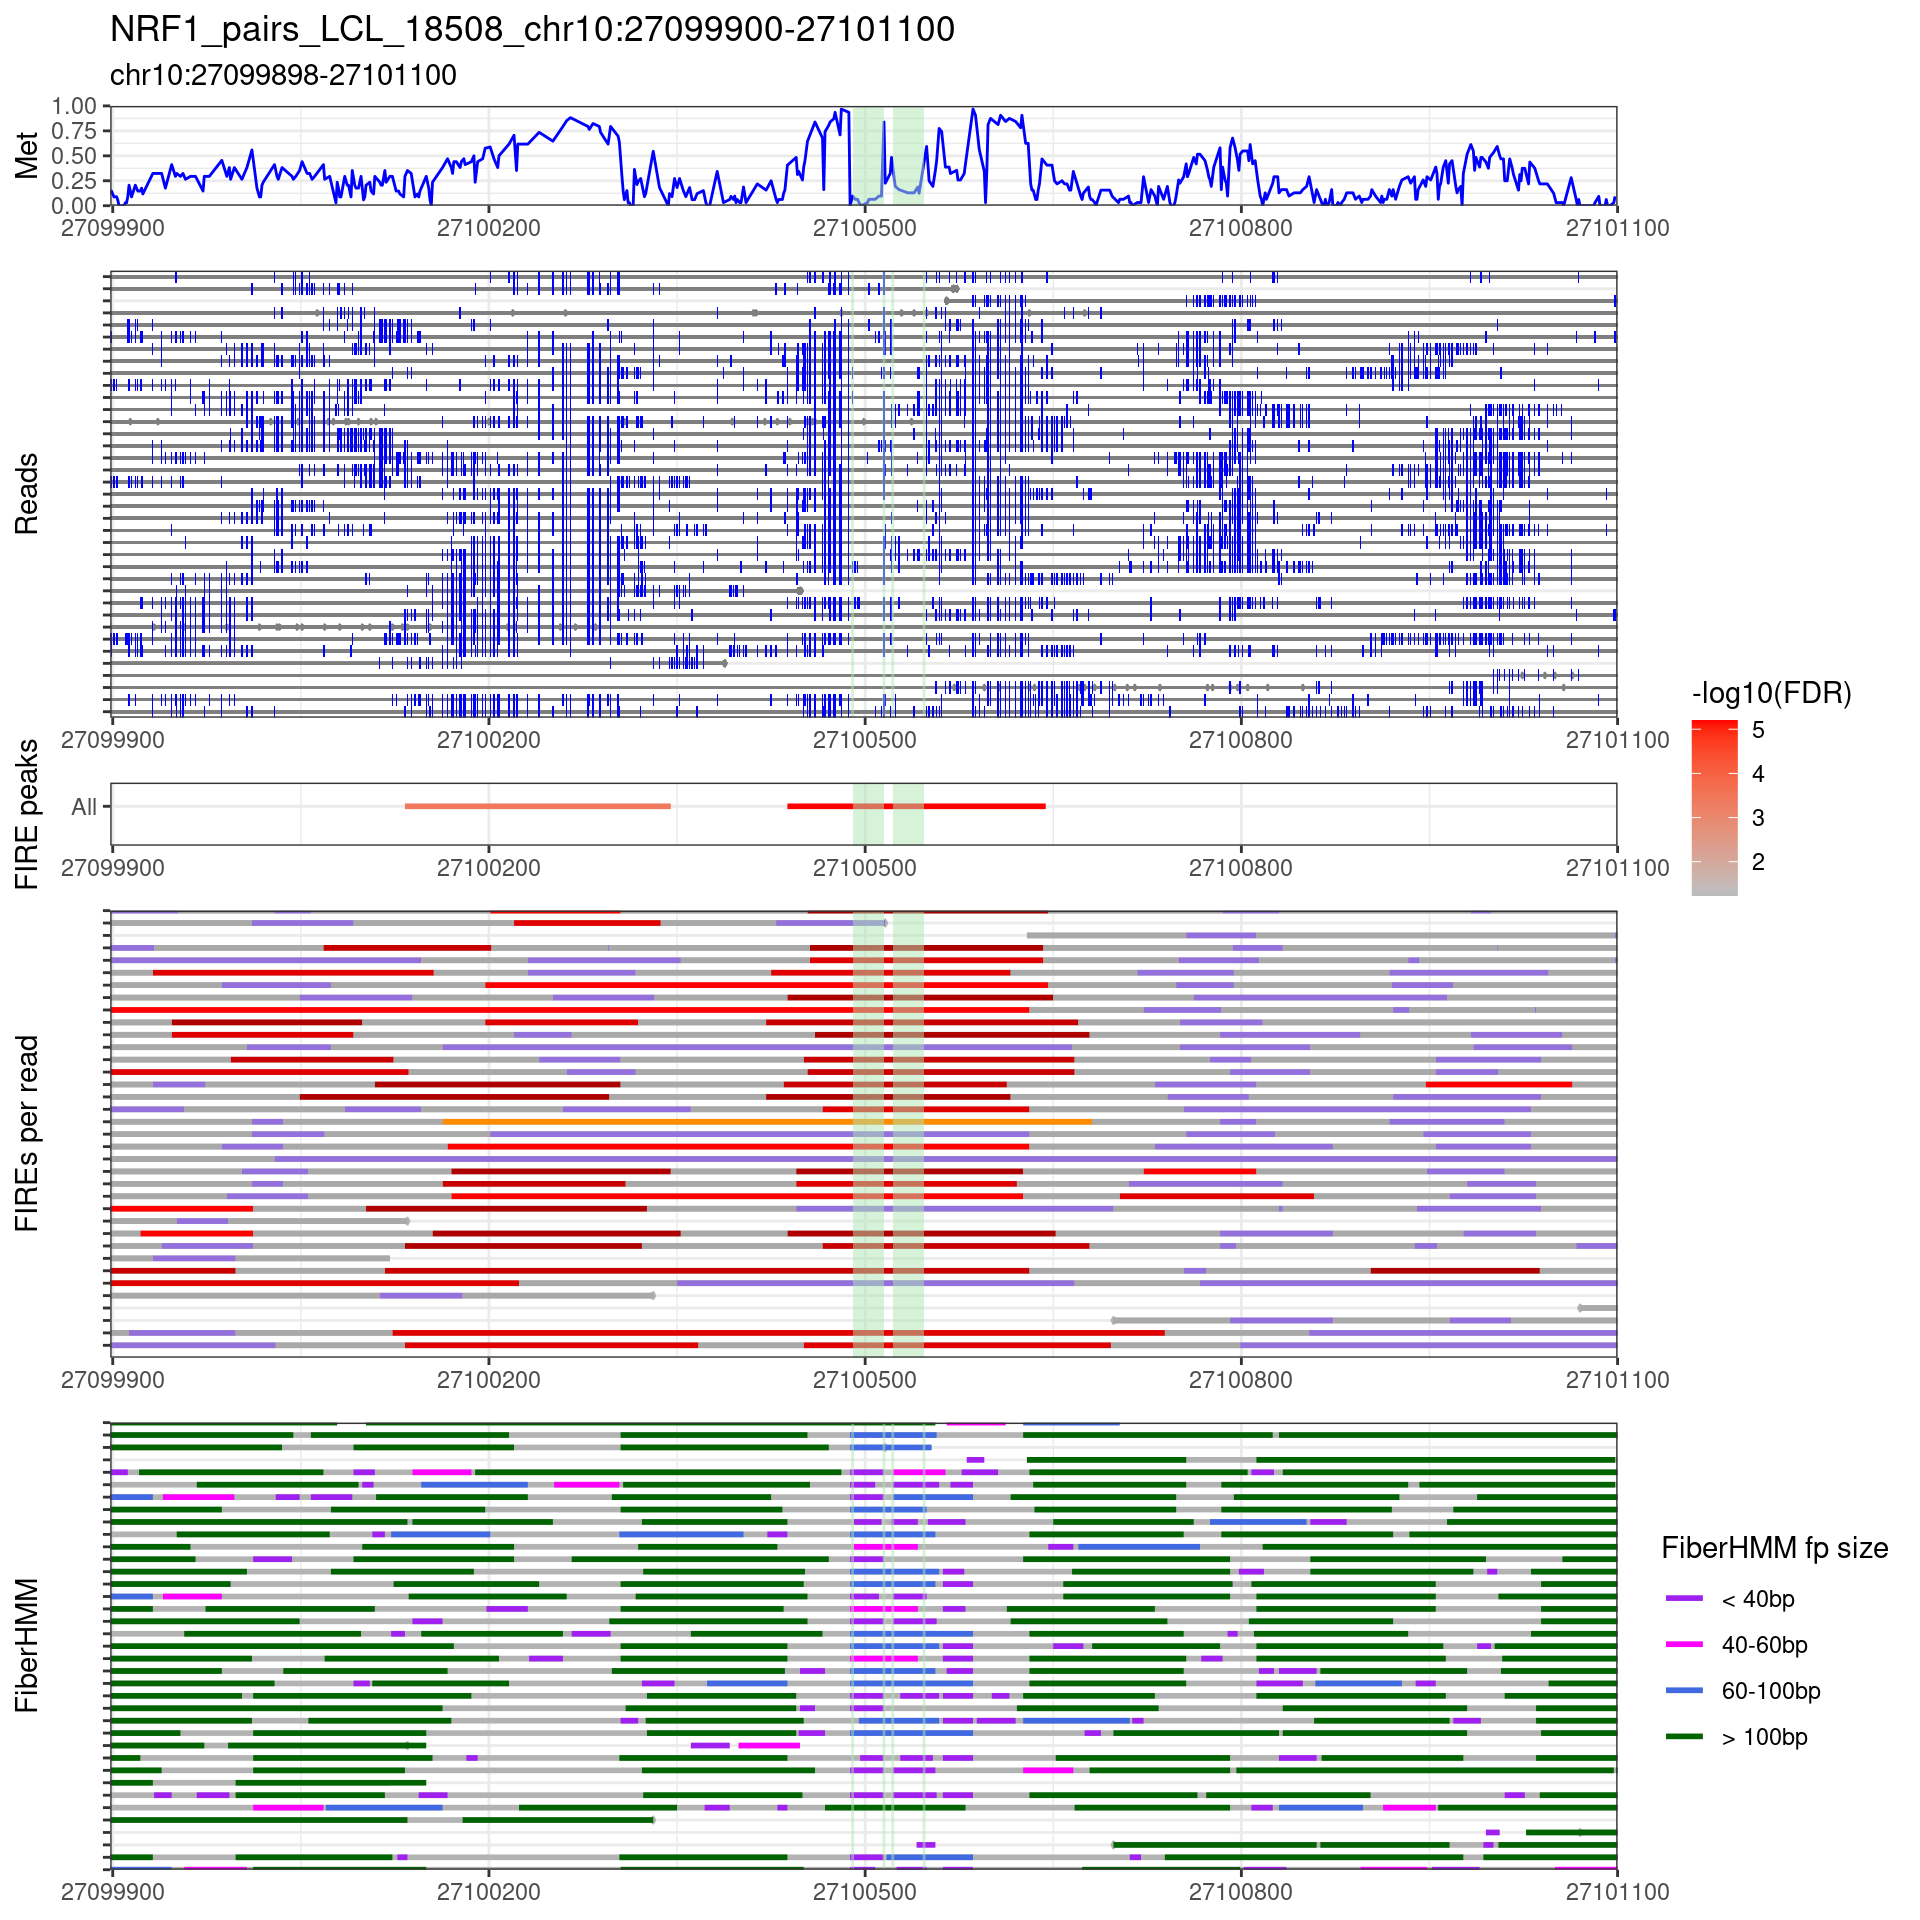 NRF1_pairs_LCL_18508_chr10:27099900-27101100
chr10:27099898-27101100
Met
1.00
0.75
0.50
0.25
0.00
27099900 27100200 27100500 27100800 27101100
Reads
27099900 27100200 27100500 27100800 27101100
FIRE peaks
All
27099900 27100200 27100500 27100800 27101100
-log10(FDR)
5
4
3
2
FIREs per read
27099900 27100200 27100500 27100800 27101100
FiberHMM
27099900 27100200 27100500 27100800 27101100
FiberHMM fp size
< 40bp
40-60bp
60-100bp
> 100bp